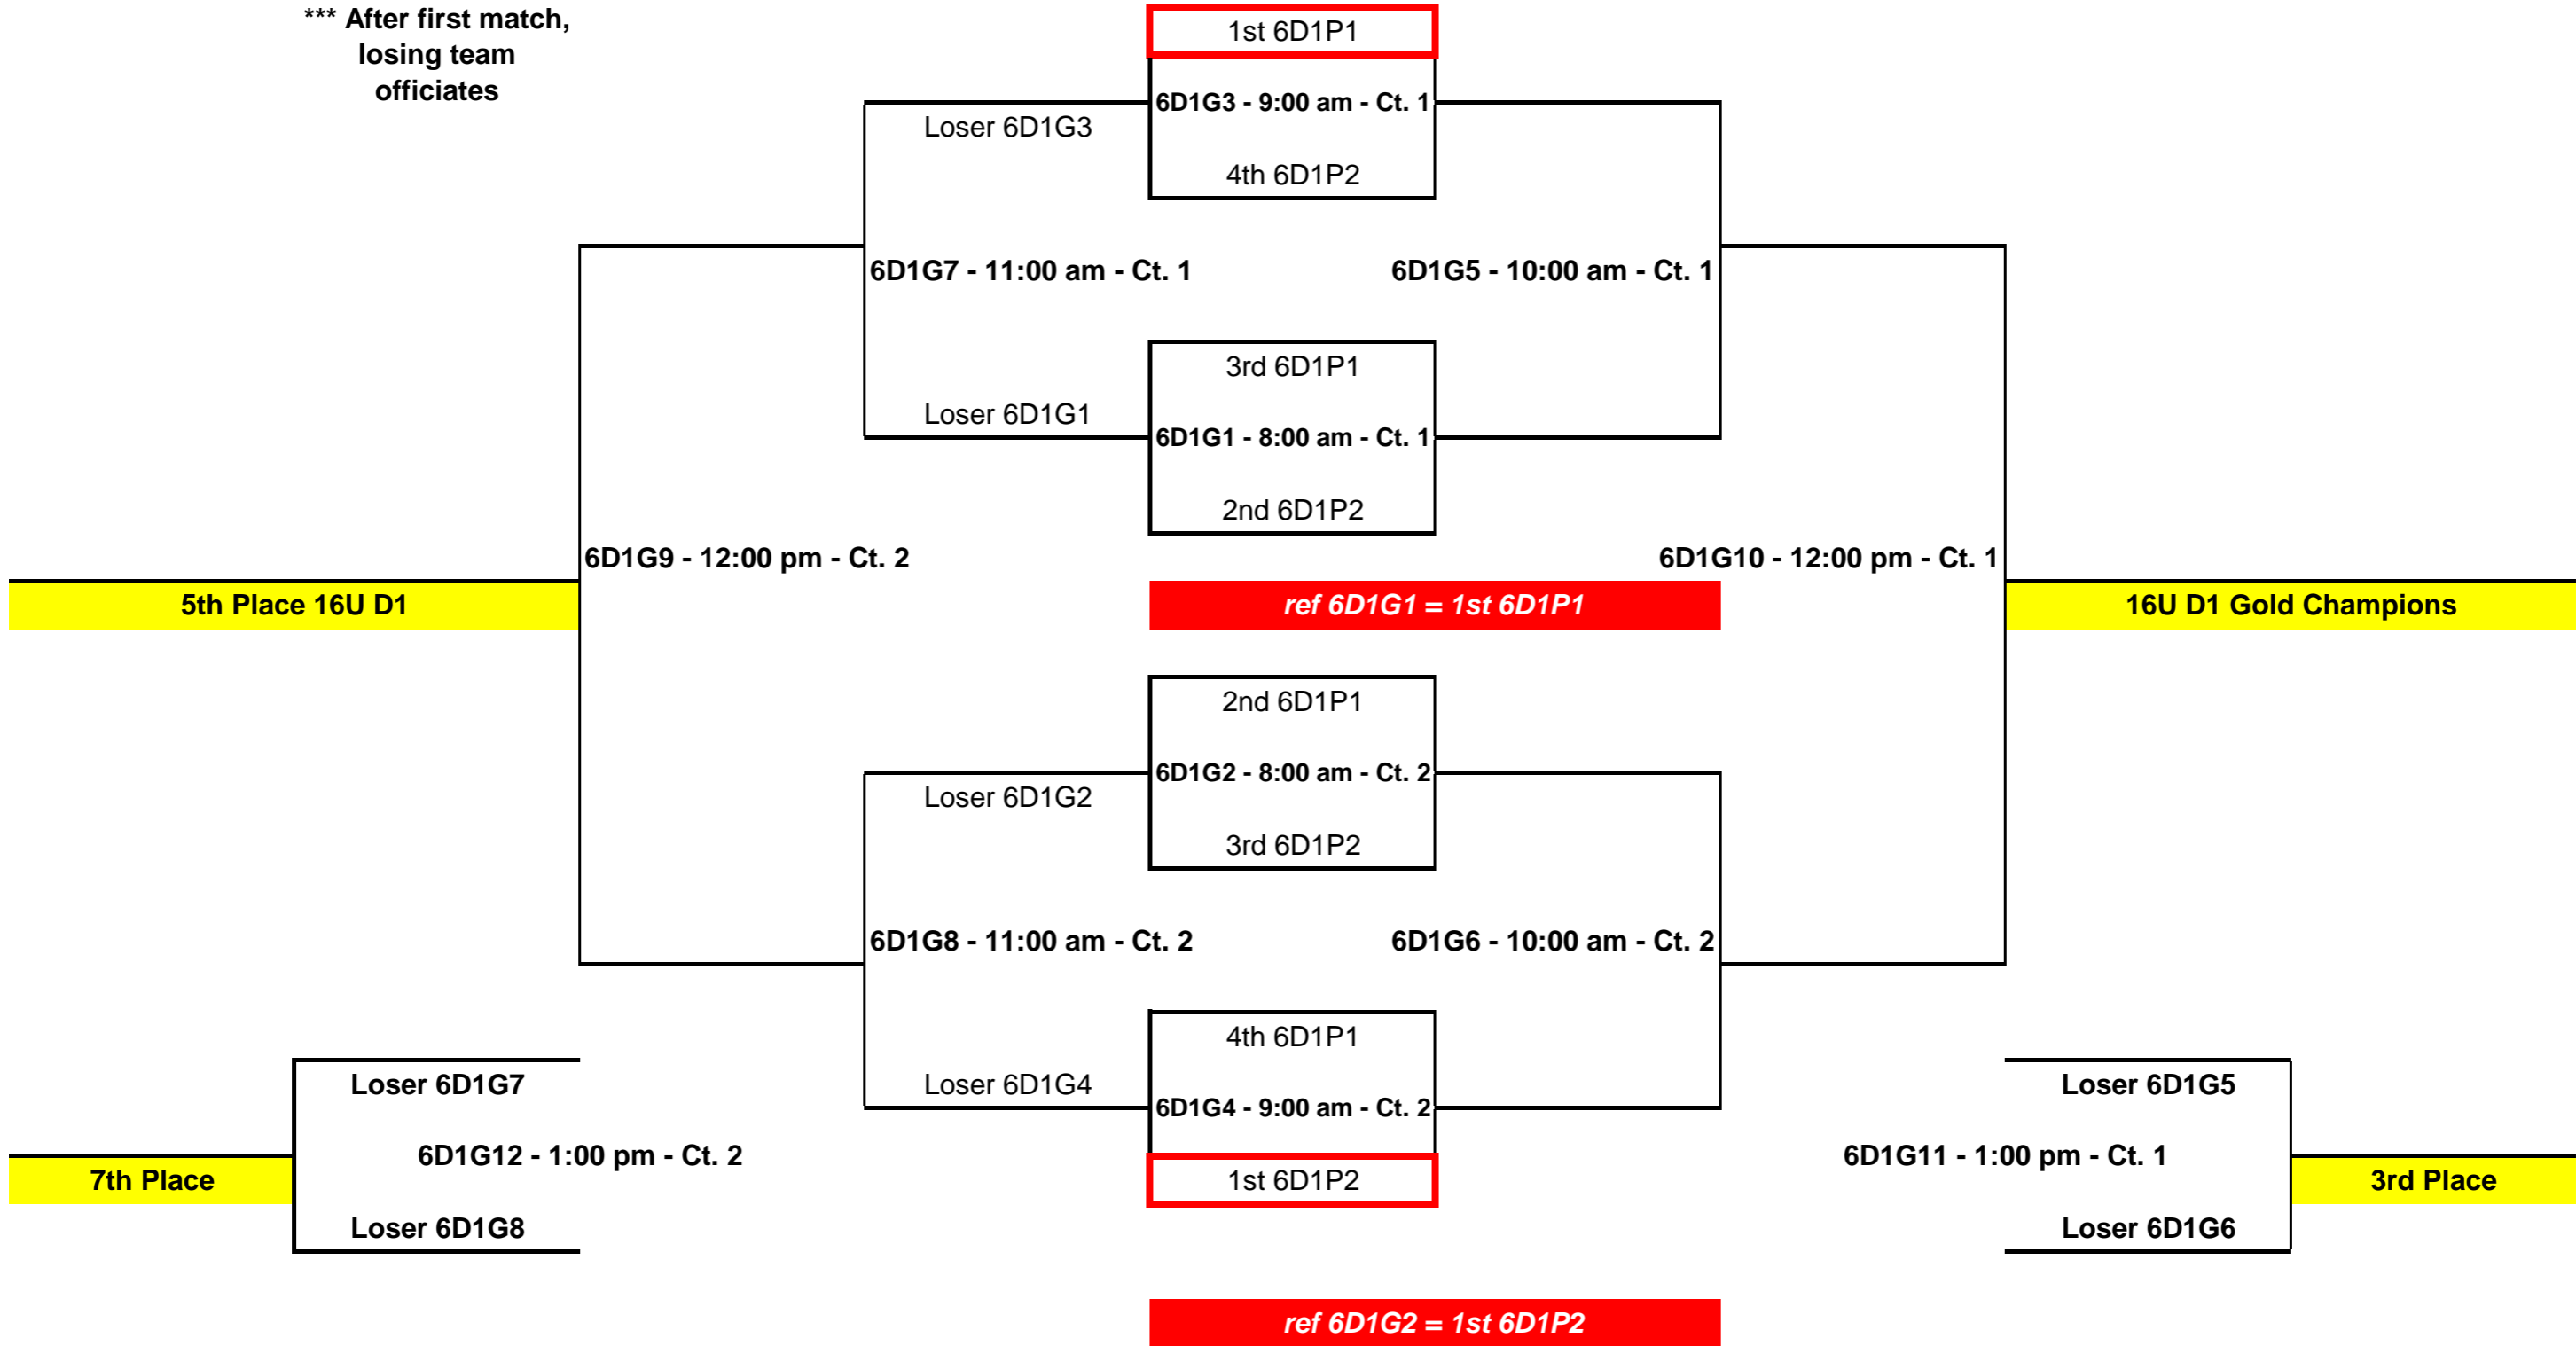 *** After first match,
losing team
officiates
1st 6D1P1
6D1G3 - 9:00 am - Ct. 1
Loser 6D1G3
4th 6D1P2
6D1G7 - 11:00 am - Ct. 1
6D1G5 - 10:00 am - Ct. 1
3rd 6D1P1
Loser 6D1G1
6D1G1 - 8:00 am - Ct. 1
2nd 6D1P2
6D1G9 - 12:00 pm - Ct. 2
6D1G10 - 12:00 pm - Ct. 1
5th Place 16U D1
ref 6D1G1 = 1st 6D1P1
16U D1 Gold Champions
2nd 6D1P1
6D1G2 - 8:00 am - Ct. 2
Loser 6D1G2
3rd 6D1P2
6D1G8 - 11:00 am - Ct. 2
6D1G6 - 10:00 am - Ct. 2
4th 6D1P1
Loser 6D1G7
Loser 6D1G4
Loser 6D1G5
6D1G4 - 9:00 am - Ct. 2
6D1G12 - 1:00 pm - Ct. 2
6D1G11 - 1:00 pm - Ct. 1
7th Place
1st 6D1P2
3rd Place
Loser 6D1G8
Loser 6D1G6
ref 6D1G2 = 1st 6D1P2